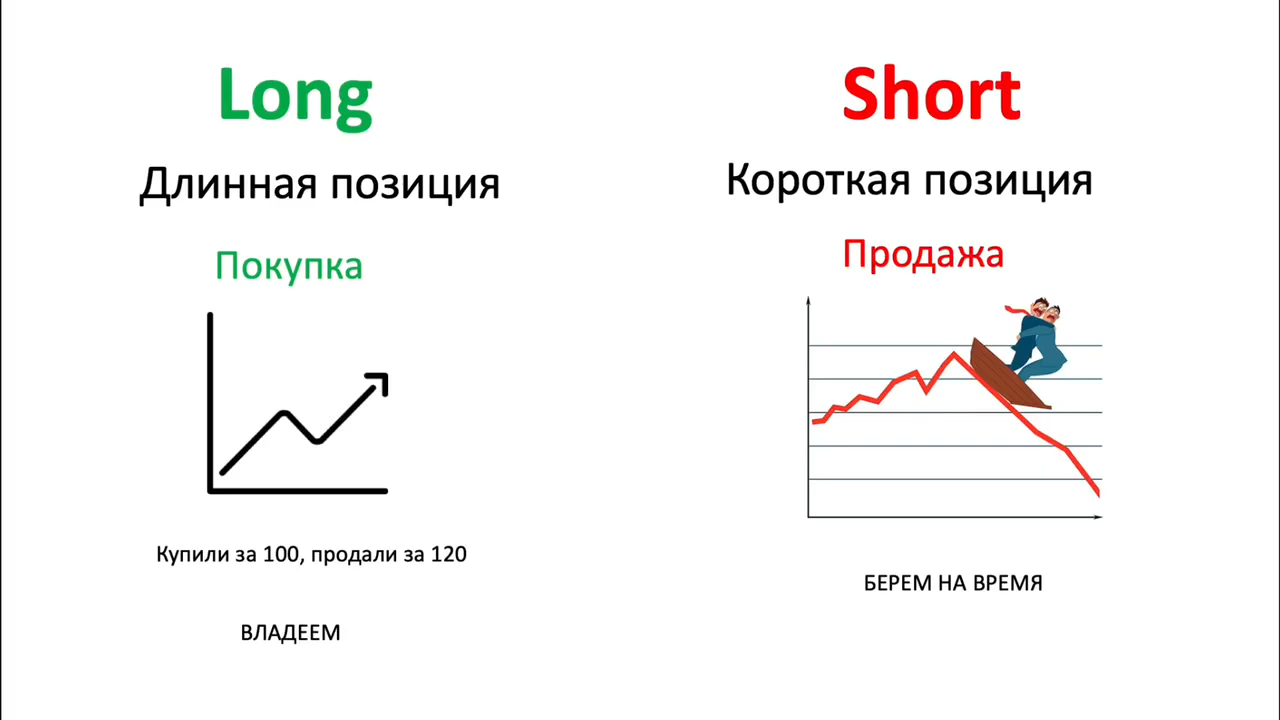 Long
Длинная позиция
Покупка
Купили за 100, продали за 120
ВЛАДЕЕМ
Short
Короткая позиция
Продажа
БЕРЕМ НА ВРЕМЯ